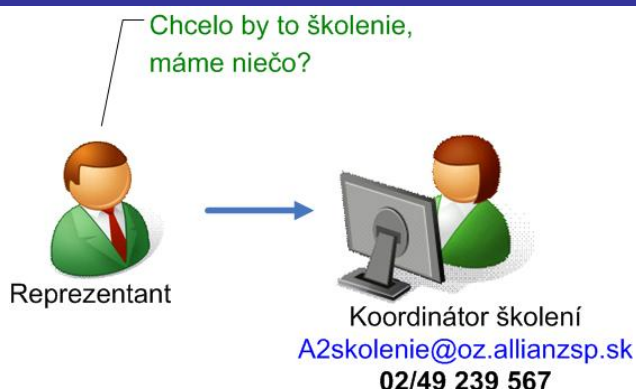 Chcelo by to školenie,
máme niečo?
Reprezentant
Koordinátor školení
A2skolenie@oz.allianzsp.sk
02/49 239 567